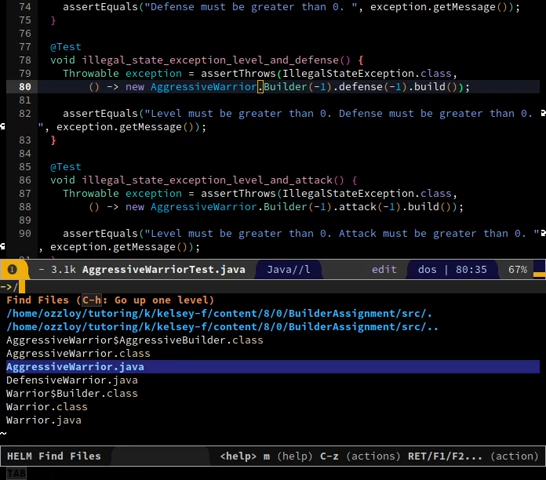 74 assertEquals("Defense must be greater than 0. ", exception.getMessage());
75 }
76
77 @Test
78 void illegal_state_exception_level_and_defense() {
79 Throwable exception = assertThrows(IllegalStateException.class,
80 () -> new AggressiveWarrior.Builder(-1).defense(-1).build());
81
82 assertEquals("Level must be greater than 0. Defense must be greater than 0.
", exception.getMessage());
83 }
84
85 @Test
86 void illegal_state_exception_level_and_attack() {
87 Throwable exception = assertThrows(IllegalStateException.class,
88 () -> new AggressiveWarrior.Builder(-1).attack(-1).build());
89
90 assertEquals("Level must be greater than 0. Attack must be greater than 0. "
, exception.getMessage());
91 }
1 - 3.1k AggressiveWarriorTest.java Java//l edit dos | 80:35 67%
->/
Find Files (C-h: Go up one level)
/home/ozzloy/tutoring/k/kelsey-f/content/8/0/BuilderAssignment/src/.
/home/ozzloy/tutoring/k/kelsey-f/content/8/0/BuilderAssignment/src/..
AggressiveWarrior$AggressiveBuilder.class
AggressiveWarrior.class
AggressiveWarrior.java
DefensiveWarrior.java
Warrior$Builder.class
Warrior.class
Warrior.java
~
HELM Find Files <help> m (help) C-z (actions) RET/F1/F2... (action)
TAB